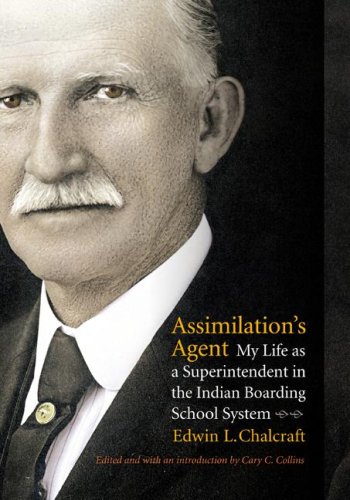 Assimilation's
Agent My Life as
a Superintendent in
the Indian Boarding
School System
Edwin L. Chalcraft
Edited and with an introduction by Cary C. Collins